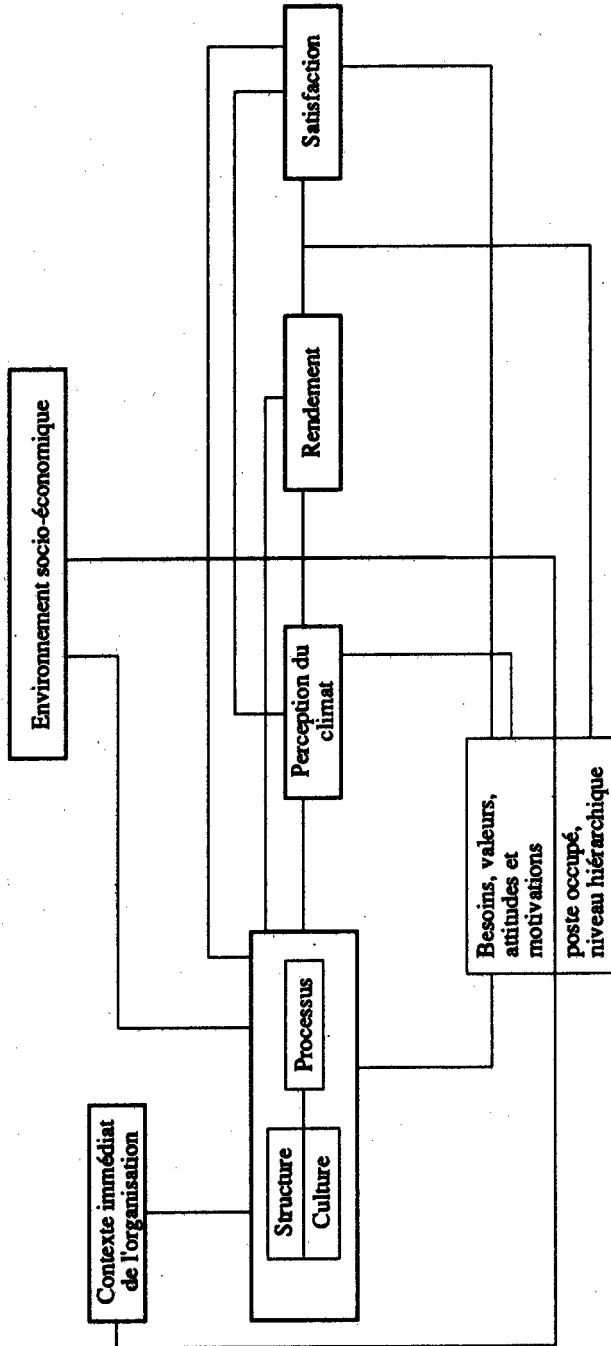 Environnement socio-économique
Contexte immédiat
de l'organisation
Structure
Culture
Processus
Perception du
climat
Rendement
Satisfaction
Besoins, valeurs,
attitudes et
motivations
poste occupé,
niveau hiérarchique